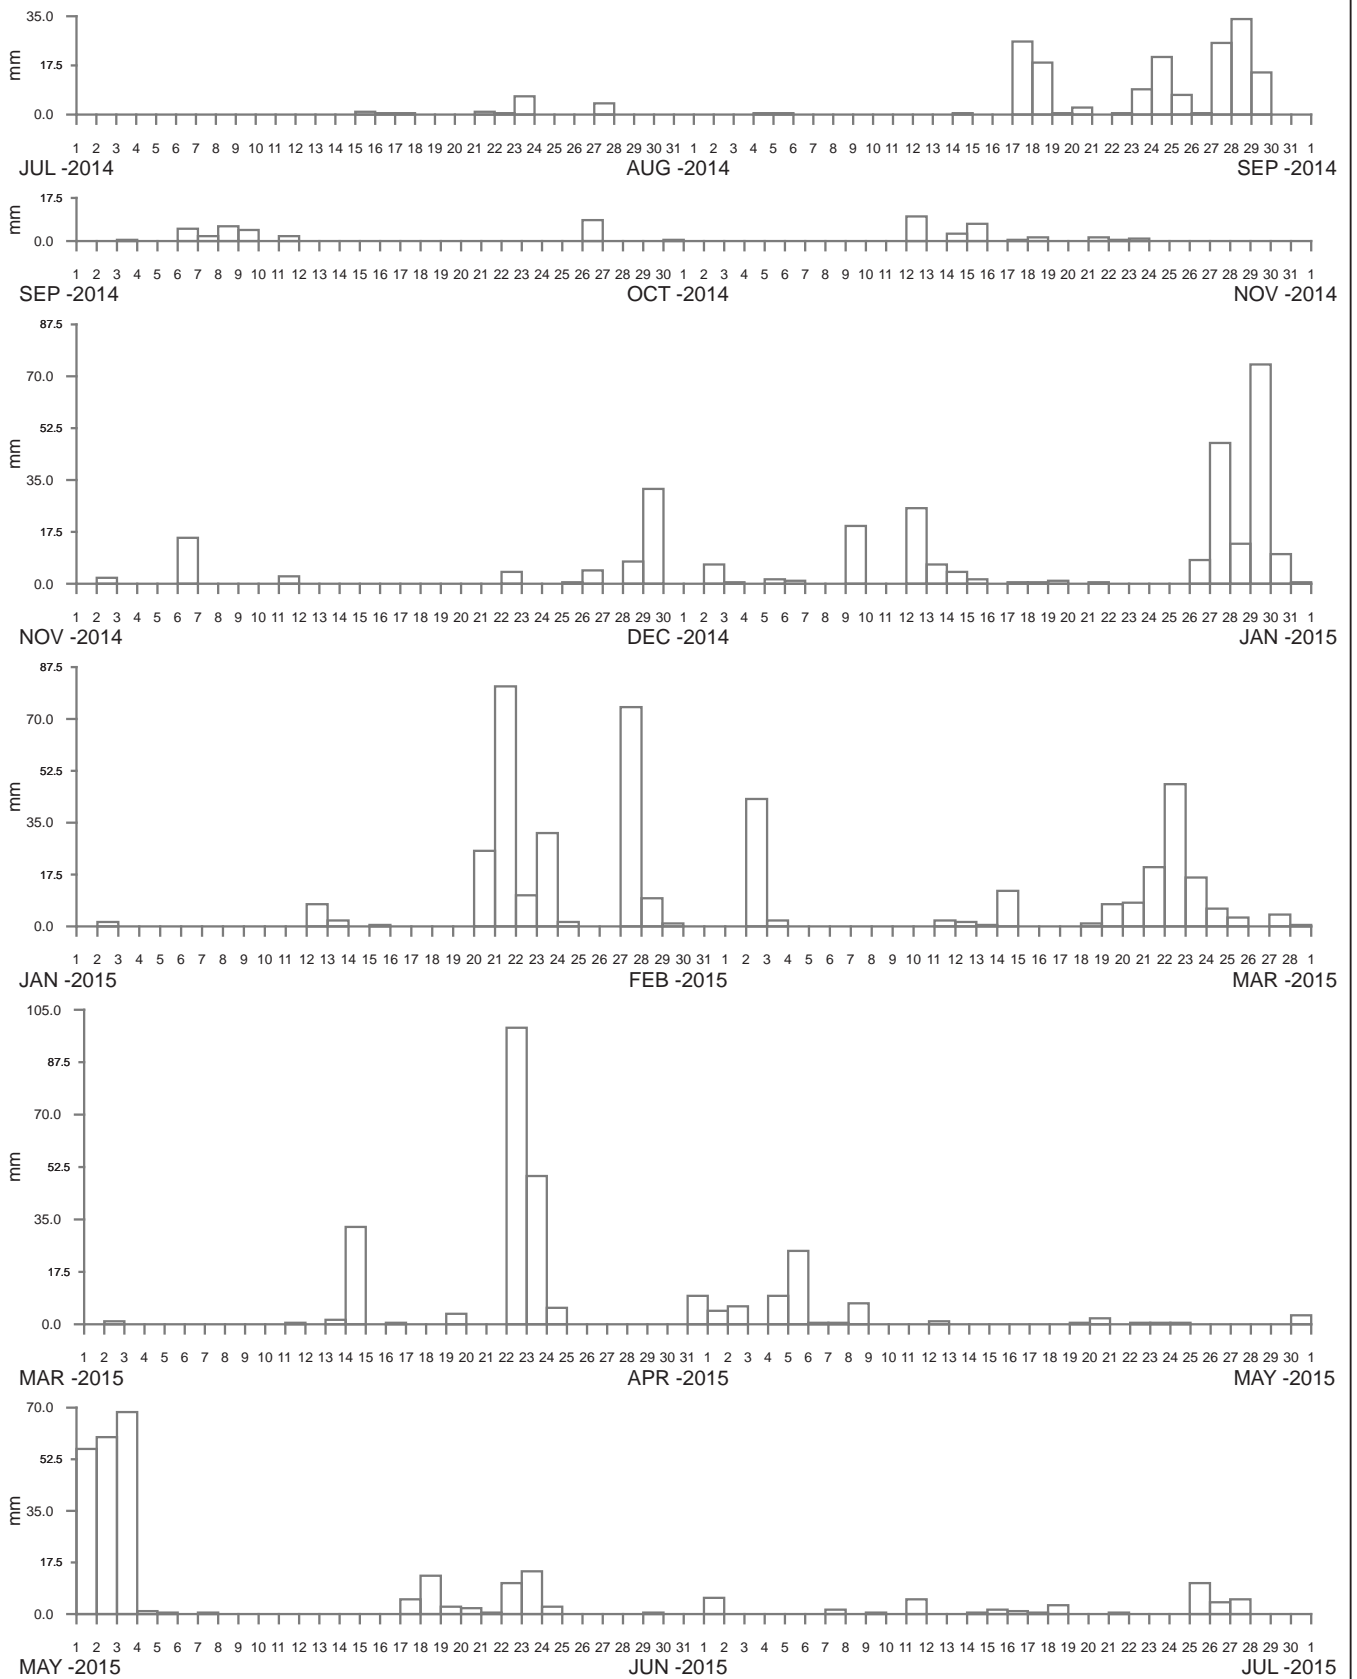 35.0
mm
17.5
0.0
1 2 3 4 5 6 7 8 9 10 11 12 13 14 15 16 17 18 19 20 21 22 23 24 25 26 27 28 29 30 31 1 2 3 4 5 6 7 8 9 10 11 12 13 14 15 16 17 18 19 20 21 22 23 24 25 26 27 28 29 30 31 1
JUL -2014 AUG -2014 SEP -2014
17.5
mm
0.0
1 2 3 4 5 6 7 8 9 10 11 12 13 14 15 16 17 18 19 20 21 22 23 24 25 26 27 28 29 30 1 2 3 4 5 6 7 8 9 10 11 12 13 14 15 16 17 18 19 20 21 22 23 24 25 26 27 28 29 30 31 1
SEP -2014 OCT -2014 NOV -2014
87.5
70.0
52.5
mm
35.0
17.5
0.0
1 2 3 4 5 6 7 8 9 10 11 12 13 14 15 16 17 18 19 20 21 22 23 24 25 26 27 28 29 30 1 2 3 4 5 6 7 8 9 10 11 12 13 14 15 16 17 18 19 20 21 22 23 24 25 26 27 28 29 30 31 1
NOV -2014 DEC -2014 JAN -2015
87.5
70.0
52.5
mm
35.0
17.5
0.0
1 2 3 4 5 6 7 8 9 10 11 12 13 14 15 16 17 18 19 20 21 22 23 24 25 26 27 28 29 30 31 1 2 3 4 5 6 7 8 9 10 11 12 13 14 15 16 17 18 19 20 21 22 23 24 25 26 27 28 1
JAN -2015 FEB -2015 MAR -2015
105.0
87.5
70.0
mm
52.5
35.0
17.5
0.0
1 2 3 4 5 6 7 8 9 10 11 12 13 14 15 16 17 18 19 20 21 22 23 24 25 26 27 28 29 30 31 1 2 3 4 5 6 7 8 9 10 11 12 13 14 15 16 17 18 19 20 21 22 23 24 25 26 27 28 29 30 1
MAR -2015 APR -2015 MAY -2015
70.0
52.5
mm
35.0
17.5
0.0
1 2 3 4 5 6 7 8 9 10 11 12 13 14 15 16 17 18 19 20 21 22 23 24 25 26 27 28 29 30 31 1 2 3 4 5 6 7 8 9 10 11 12 13 14 15 16 17 18 19 20 21 22 23 24 25 26 27 28 29 30 1
MAY -2015 JUN -2015 JUL -2015